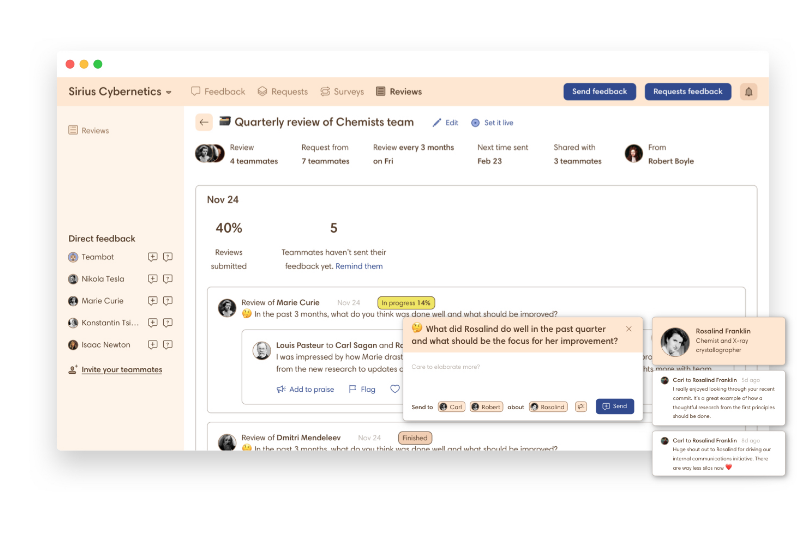 Sirius Cybernetics
Feedback
Requests
Surveys
Reviews
Send feedback
Requests feedback
Reviews
Quarterly review of Chemists team
Edit
Set it live
Review
4 teammates
Request from
7 teammates
Review every 3 months
on Fri
Next time sent
Feb 23
Shared with
3 teammates
From
Robert Boyle
Direct feedback
Teambot
Nikola Tesla
Marie Curie
Konstantin Tsi...
Isaac Newton
Invite your teammates
Nov 24
40%
Reviews
submitted
5
Teammates haven't sent their
feedback yet. Remind them
Review of Marie Curie Nov 24 In progress 14%
🤔 In the past 3 months, what do you think was done well and what should be improved?
Louis Pasteur to Carl Sagan and Ro
I was impressed by how Marie drast
from the new research to updates
hts more with team
Add to praise
Flag
Review of Dmitri Mendeleev Nov 24 Finished
In the past 3 months, what do you think was done well and what should be improved?
🤔 What did Rosalind do well in the past quarter
and what should be the focus for her improvement?
Care to elaborate more?
Send to Carl Robert about Rosalind
Send
Rosalind Franklin
Chemist and X-ray
crystallographer
Carl to Rosalind Franklin 5d ago
I really enjoyed looking through your recent
commit. It's a great example of how a
thoughtful research from the first principles
should be done.
Carl to Rosalind Franklin 8d ago
Huge shout out to Rosalind for driving our
internal communications initiative. There
are way less silos now ❤️